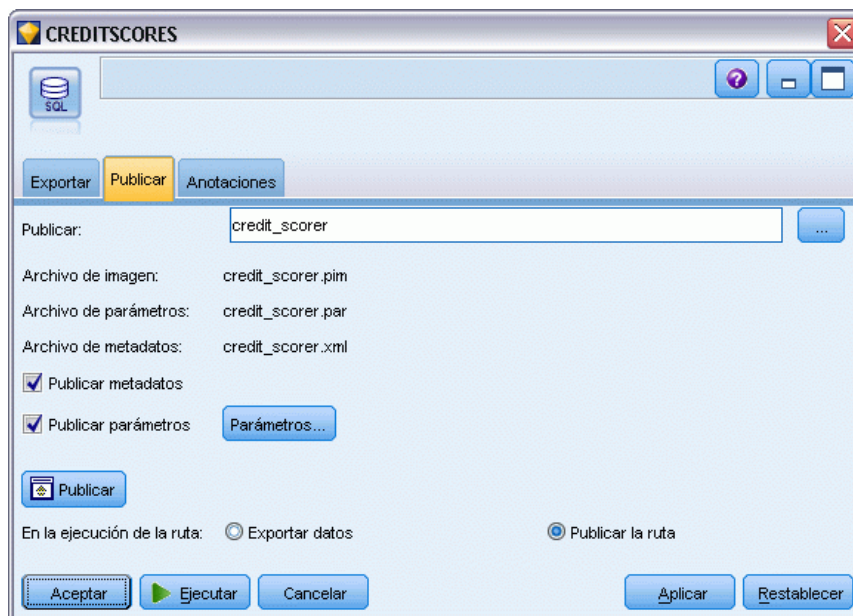 CREDITSCORES
SQL
Exportar Publicar Anotaciones
Publicar: credit_scorer ...
Archivo de imagen: credit_scorer.pim
Archivo de parámetros: credit_scorer.par
Archivo de metadatos: credit_scorer.xml
Publicar metadatos
Publicar parámetros Parámetros...
Publicar
En la ejecución de la ruta: Exportar datos Publicar la ruta
Aceptar Ejecutar Cancelar Aplicar Restablecer